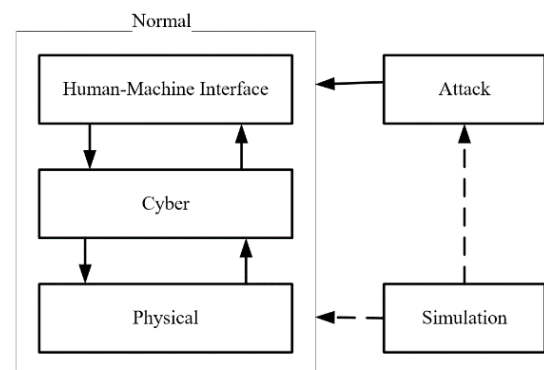 Normal
Human-Machine Interface
Attack
Cyber
Physical
Simulation